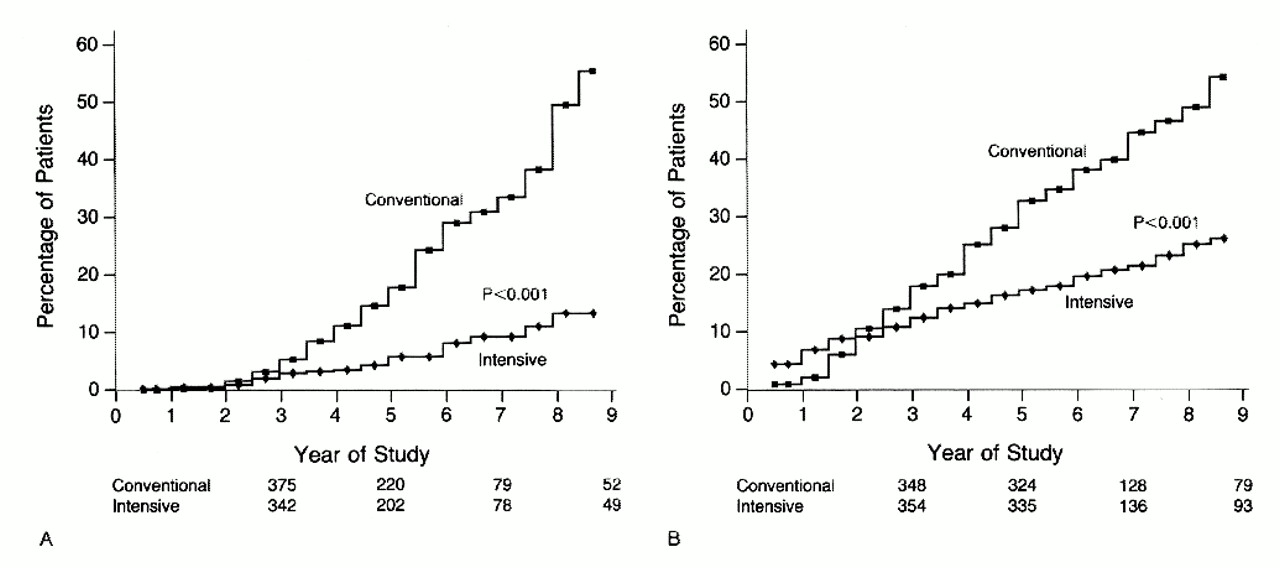 60
50
40
30
20
10
0
Percentage of Patients
Conventional
P<0.001
Intensive
0 1 2 3 4 5 6 7 8 9
Year of Study
Conventional 375 220 79 52
Intensive 342 202 78 49
A
60
50
40
30
20
10
0
Percentage of Patients
Conventional
P<0.001
Intensive
0 1 2 3 4 5 6 7 8 9
Year of Study
Conventional 348 324 128 79
Intensive 354 335 136 93
B